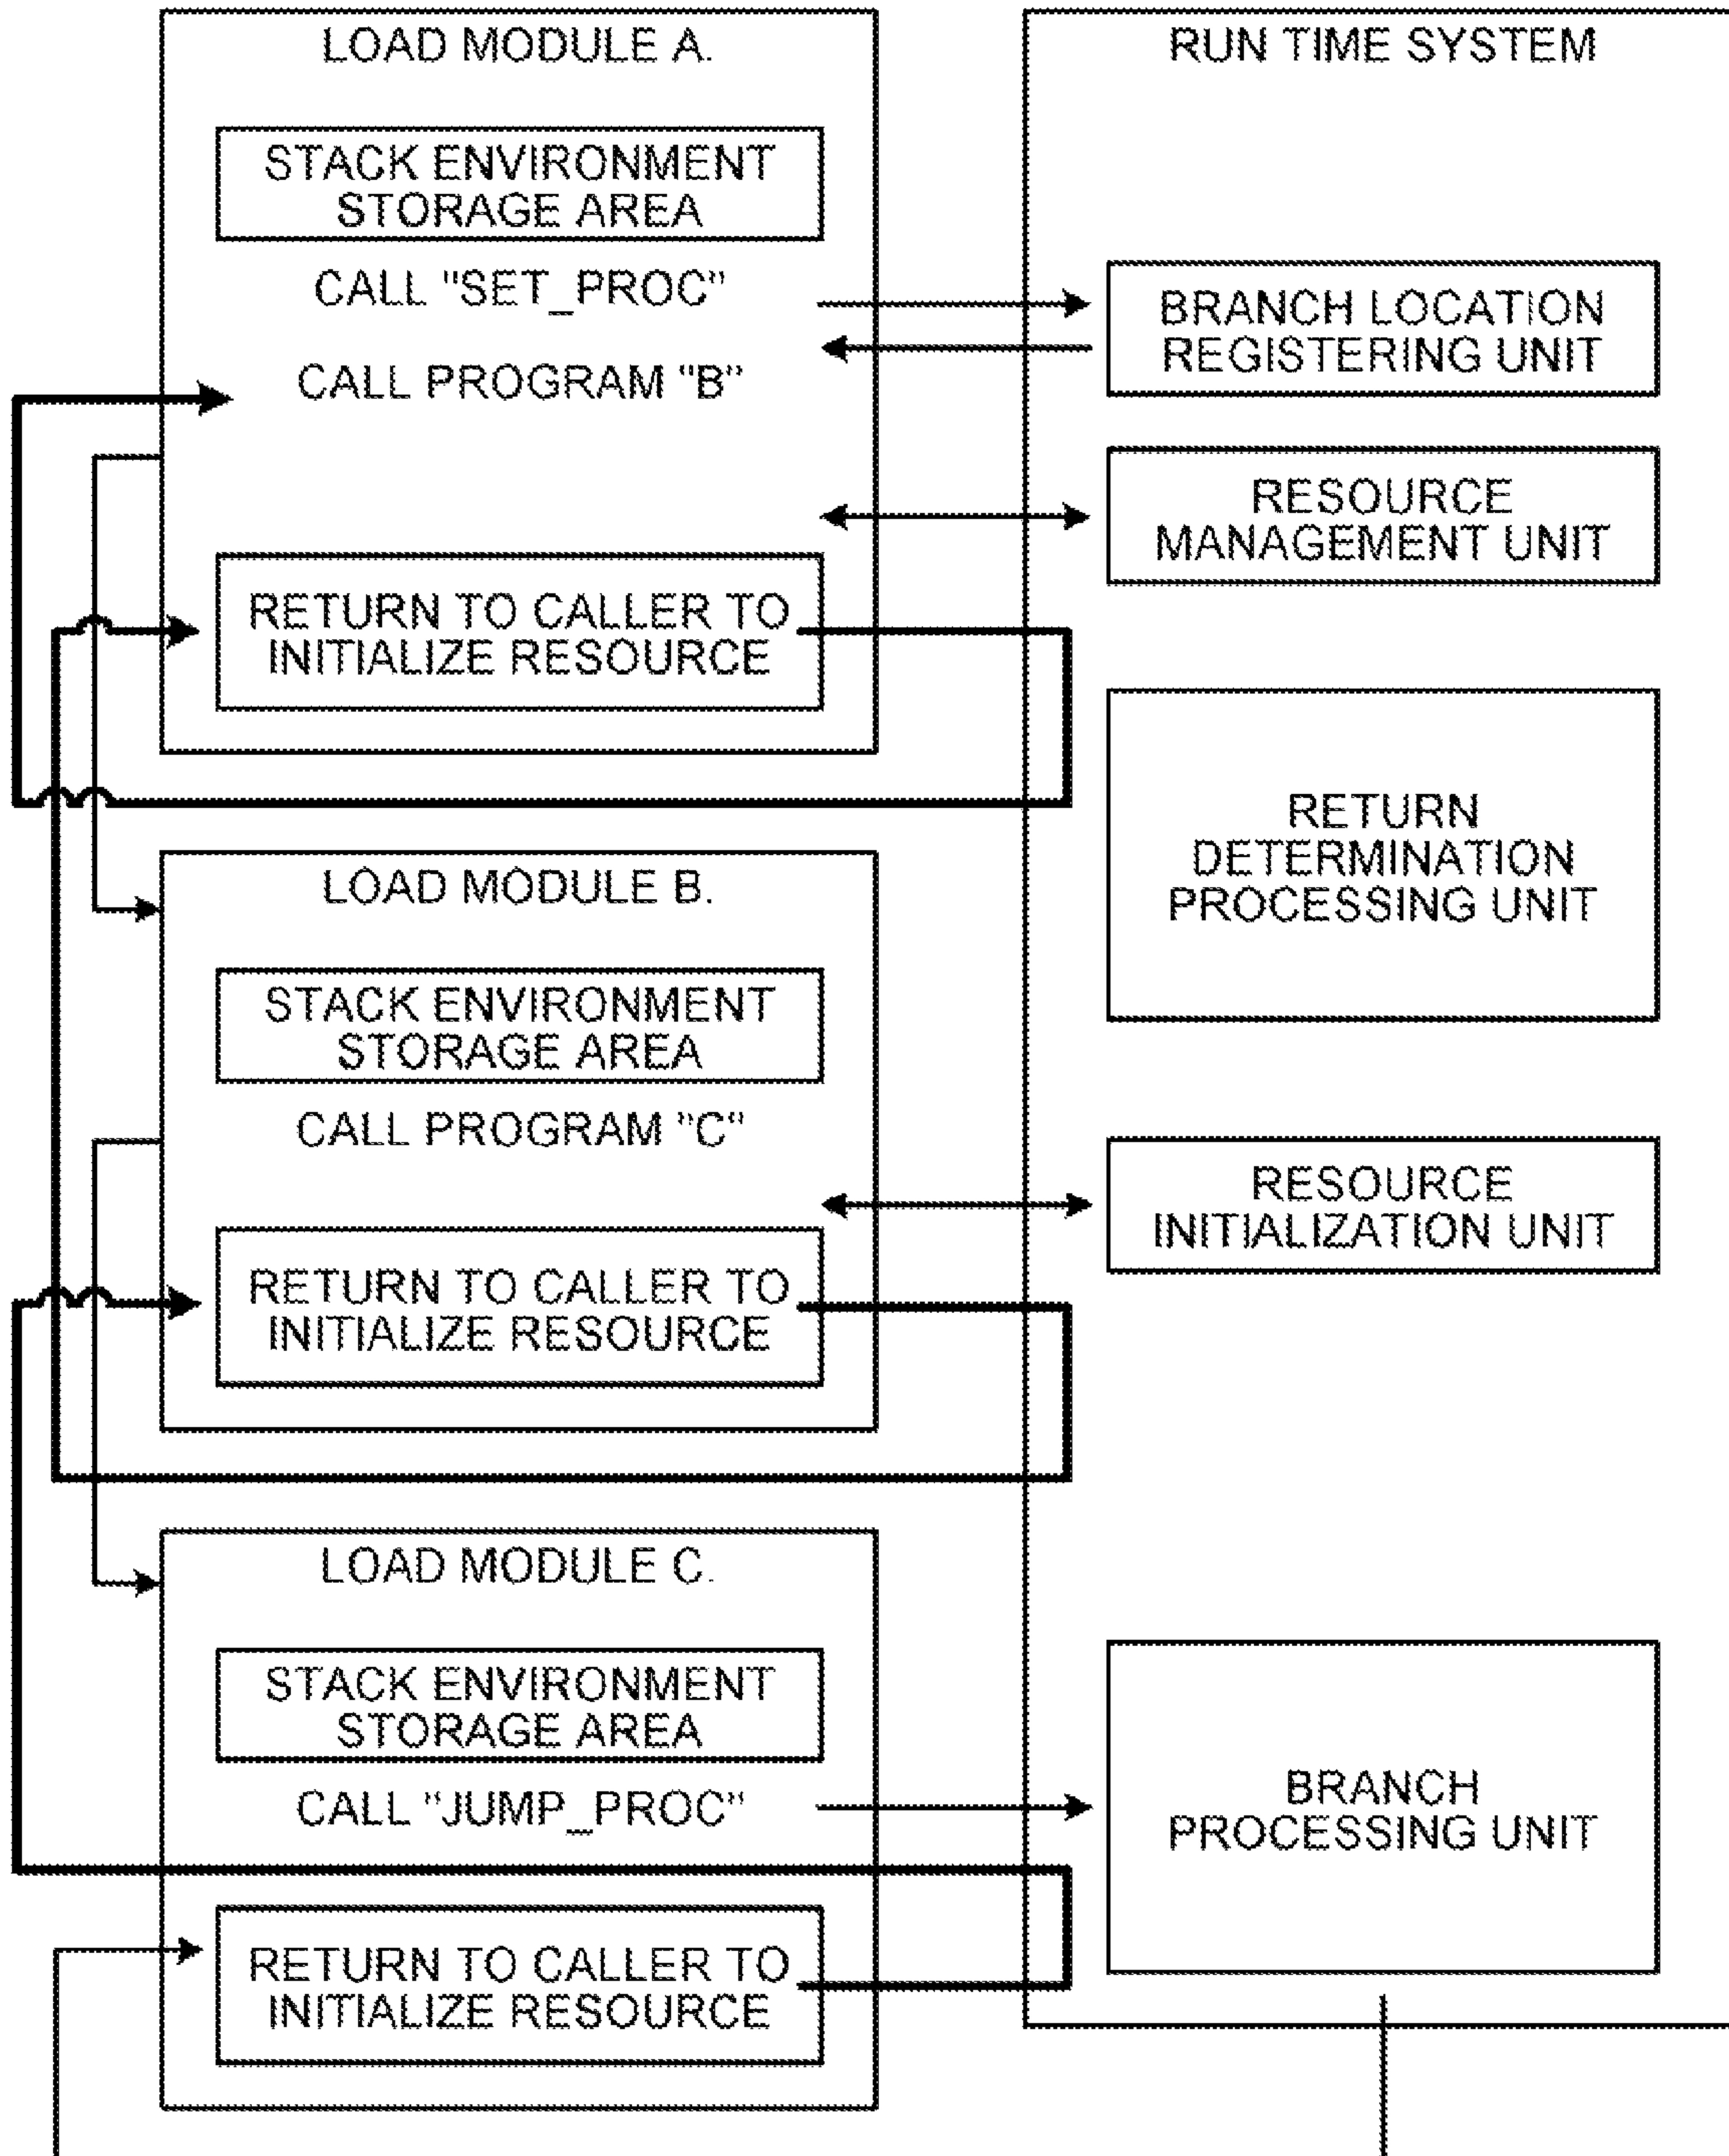 LOAD MODULE A.
STACK ENVIRONMENT
STORAGE AREA
CALL "SET_PROC"
CALL PROGRAM "B"
RETURN TO CALLER TO
INITIALIZE RESOURCE
LOAD MODULE B.
STACK ENVIRONMENT
STORAGE AREA
CALL PROGRAM "C"
RETURN TO CALLER TO
INITIALIZE RESOURCE
LOAD MODULE C.
STACK ENVIRONMENT
STORAGE AREA
CALL "JUMP_PROC"
RETURN TO CALLER TO
INITIALIZE RESOURCE
RUN TIME SYSTEM
BRANCH LOCATION
REGISTERING UNIT
RESOURCE
MANAGEMENT UNIT
RETURN
DETERMINATION
PROCESSING UNIT
RESOURCE
INITIALIZATION UNIT
BRANCH
PROCESSING UNIT